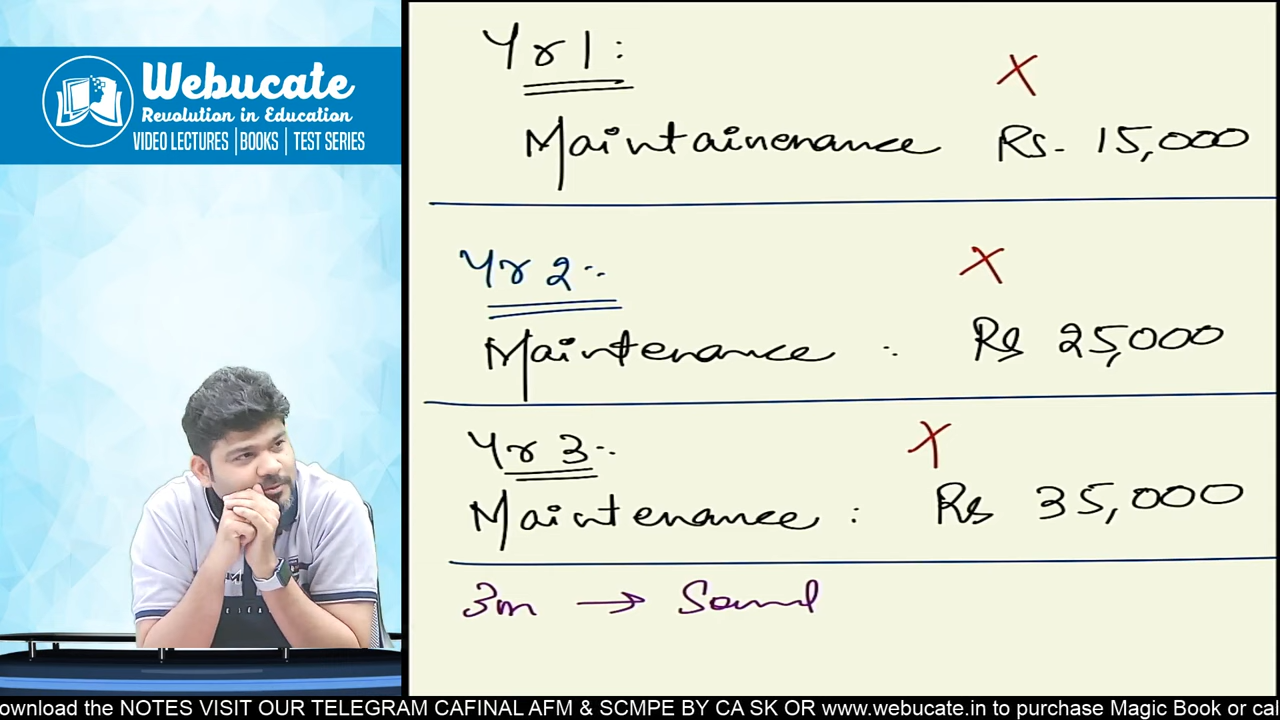 Webucate
Revolution in Education
VIDEO LECTURES | BOOKS | TEST SERIES
Yr 1 :
X
Maintainenance Rs. 15,000
Yr 2 :-
X
Maintenance : Rs 25,000
Yr 3 :-
X
Maintenance : Rs 35,000
3m →
ownload the NOTES VISIT OUR TELEGRAM CAFINAL AFM & SCMPE BY CA SK OR www.webucate.in to purchase Magic Book or cal